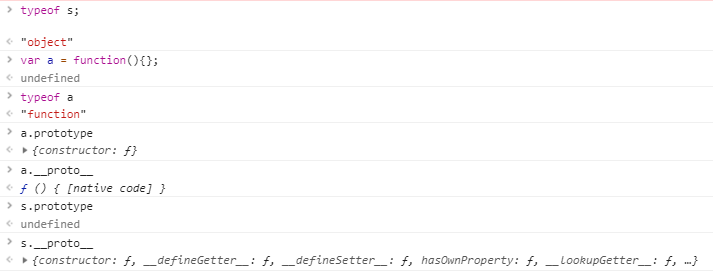 > typeof s;
< "object"
> var a = function(){};
< undefined
> typeof a
< "function"
> a.prototype
< ▶ {constructor: ƒ}
> a.__proto__
< ƒ () { [native code] }
> s.prototype
< undefined
> s.__proto__
< ▶ {constructor: ƒ, __defineGetter__: ƒ, __defineSetter__: ƒ, hasOwnProperty: ƒ, __lookupGetter__: ƒ, …}